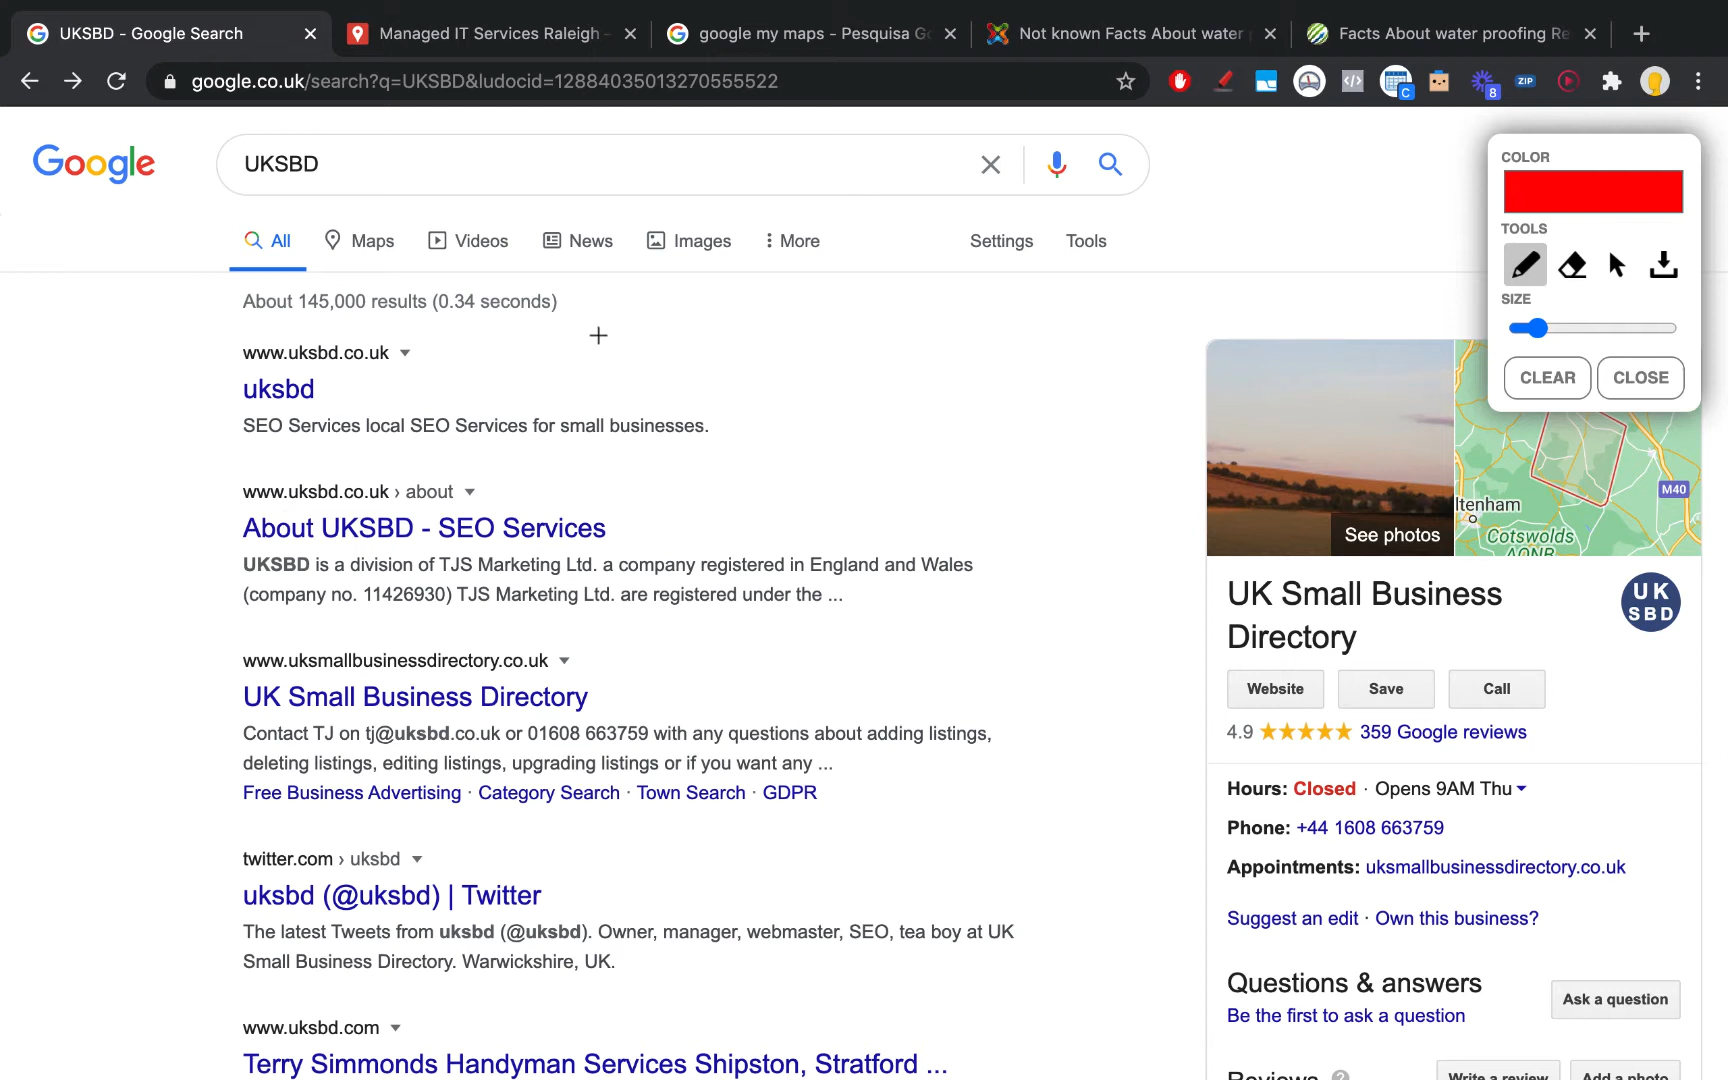 UKSBD - Google Search
Managed IT Services Raleigh -
google my maps - Pesquisa Go
Not known Facts About water
Facts About water proofing Re
google.co.uk/search?q=UKSBD&ludocid=12884035013270555522
C
8
ZIP
Google
UKSBD
All
Maps
Videos
News
Images
More
Settings
Tools
About 145,000 results (0.34 seconds)
www.uksbd.co.uk
uksbd
SEO Services local SEO Services for small businesses.
www.uksbd.co.uk › about
About UKSBD - SEO Services
UKSBD is a division of TJS Marketing Ltd. a company registered in England and Wales
(company no. 11426930) TJS Marketing Ltd. are registered under the ...
www.uksmallbusinessdirectory.co.uk
UK Small Business Directory
Contact TJ on tj@uksbd.co.uk or 01608 663759 with any questions about adding listings,
deleting listings, editing listings, upgrading listings or if you want any ...
Free Business Advertising · Category Search · Town Search · GDPR
twitter.com › uksbd
uksbd (@uksbd) | Twitter
The latest Tweets from uksbd (@uksbd). Owner, manager, webmaster, SEO, tea boy at UK
Small Business Directory. Warwickshire, UK.
www.uksbd.com
Terry Simmonds Handyman Services Shipston, Stratford ...
COLOR
TOOLS
SIZE
CLEAR
CLOSE
See photos
M40
ltenham
Cotswolds
AONB
UK Small Business
Directory
UK
SBD
Website
Save
Call
4.9
359 Google reviews
Hours: Closed · Opens 9AM Thu
Phone: +44 1608 663759
Appointments: uksmallbusinessdirectory.co.uk
Suggest an edit · Own this business?
Questions & answers
Be the first to ask a question
Ask a question
Reviews
Write a review
Add a photo